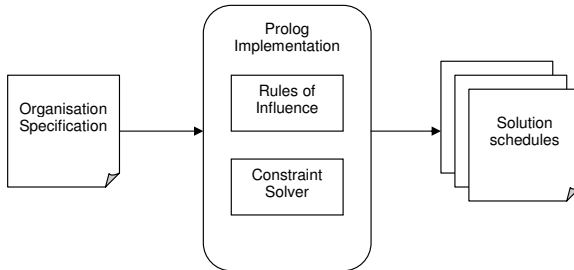 Organisation
Specification
Prolog
Implementation
Rules of
Influence
Constraint
Solver
Solution
schedules